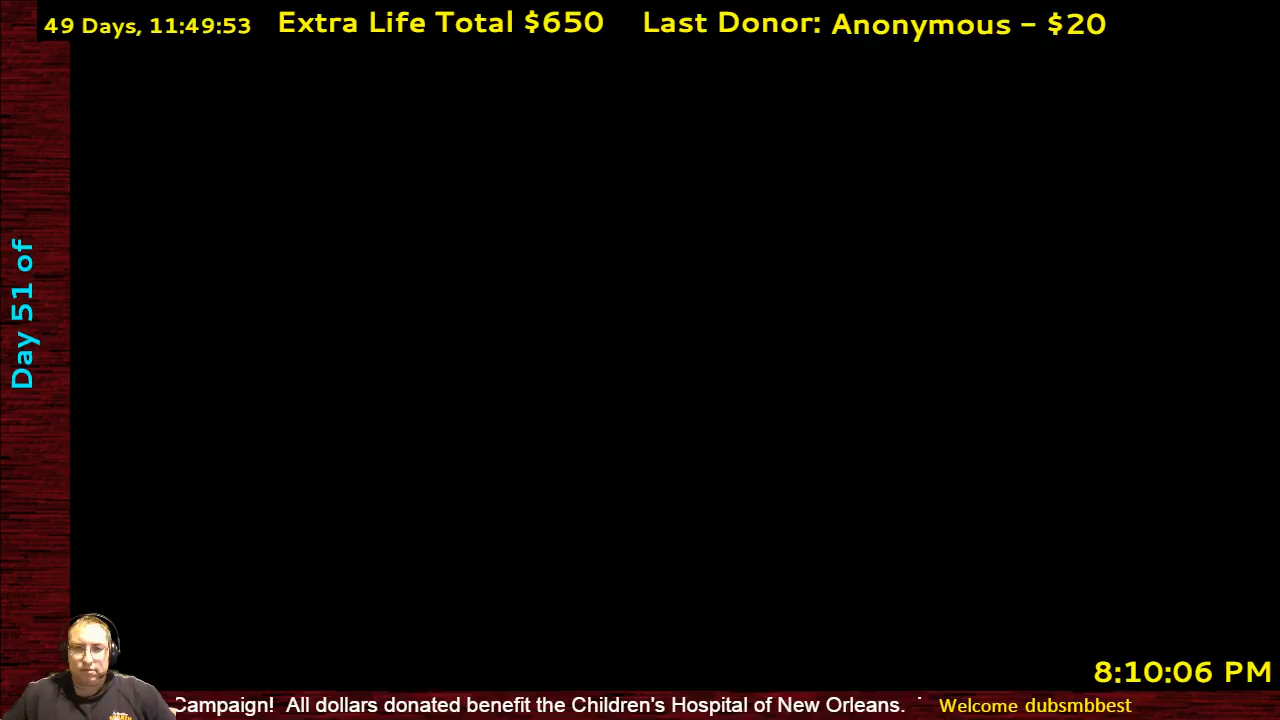 49 Days, 11:49:53
Extra Life Total $650
Last Donor: Anonymous - $20
Day 51 of
8:10:06 PM
Campaign!  All dollars donated benefit the Children's Hospital of New Orleans.
Welcome dubsmbbest